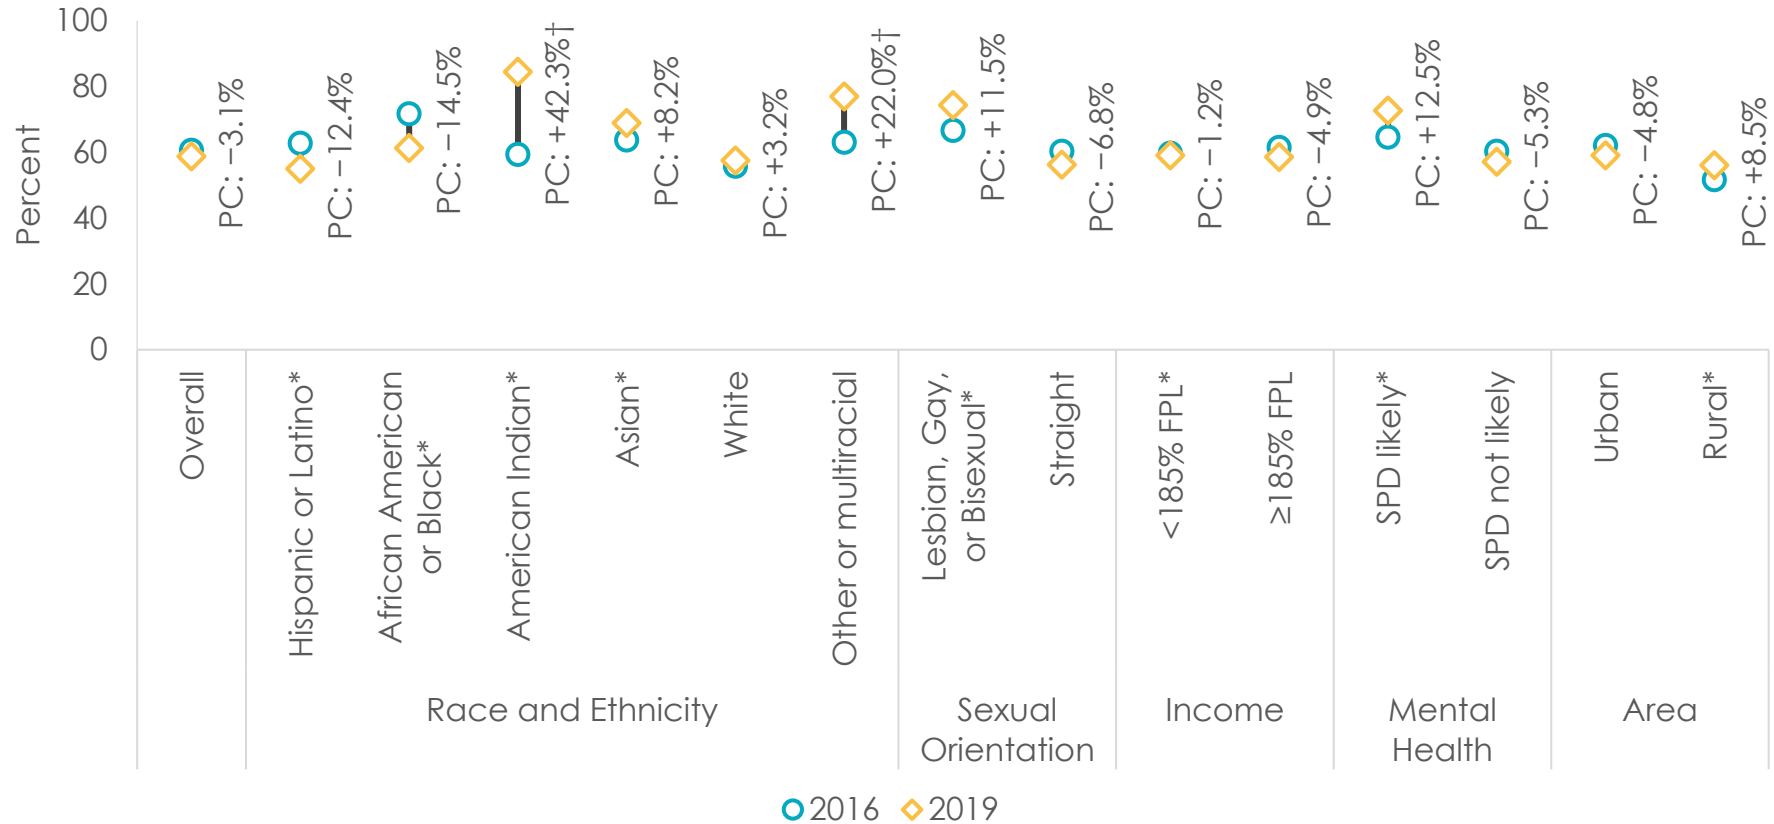 100
80
60
40
20
0
Percent
PC: −3.1%
PC: −12.4%
PC: −14.5%
PC: +42.3%†
PC: +8.2%
PC: +3.2%
PC: +22.0%†
PC: +11.5%
PC: −6.8%
PC: −1.2%
PC: −4.9%
PC: +12.5%
PC: −5.3%
PC: −4.8%
PC: +8.5%
Overall
Hispanic or Latino*
African American
or Black*
American Indian*
Asian*
White
Other or multiracial
Lesbian, Gay,
or Bisexual*
Straight
<185% FPL*
≥185% FPL
SPD likely*
SPD not likely
Urban
Rural*
Race and Ethnicity
Sexual
Orientation
Income
Mental
Health
Area
2016
2019